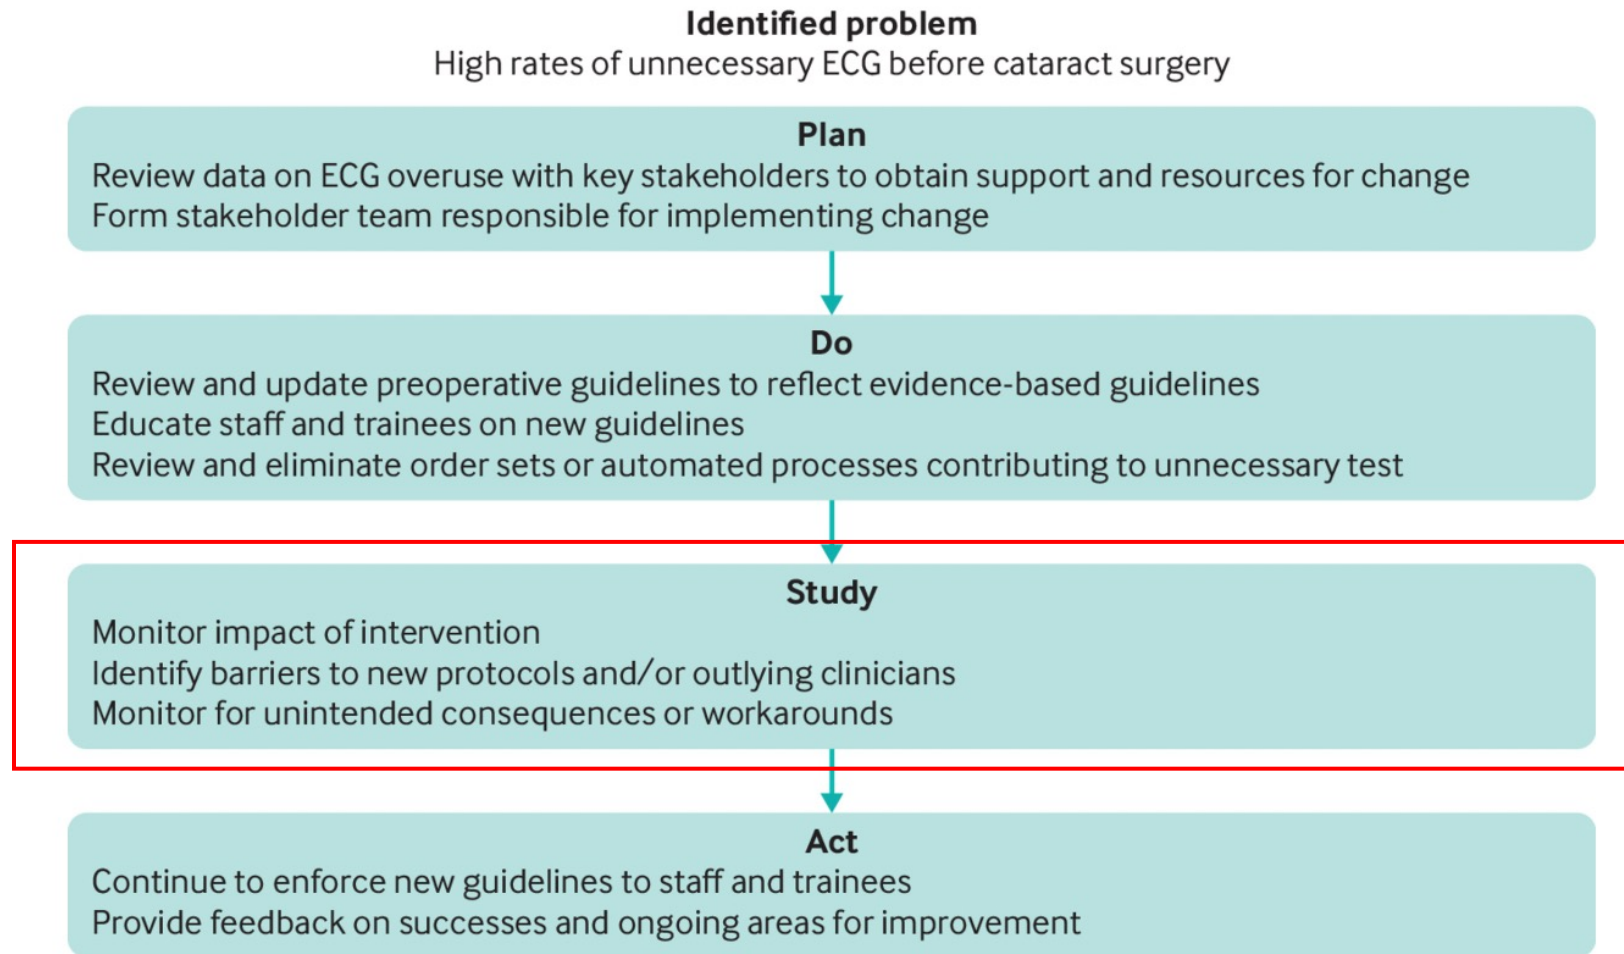 Identified problem
High rates of unnecessary ECG before cataract surgery
Plan
Review data on ECG overuse with key stakeholders to obtain support and resources for change
Form stakeholder team responsible for implementing change
Do
Review and update preoperative guidelines to reflect evidence-based guidelines
Educate staff and trainees on new guidelines
Review and eliminate order sets or automated processes contributing to unnecessary test
Study
Monitor impact of intervention
Identify barriers to new protocols and/or outlying clinicians
Monitor for unintended consequences or workarounds
Act
Continue to enforce new guidelines to staff and trainees
Provide feedback on successes and ongoing areas for improvement